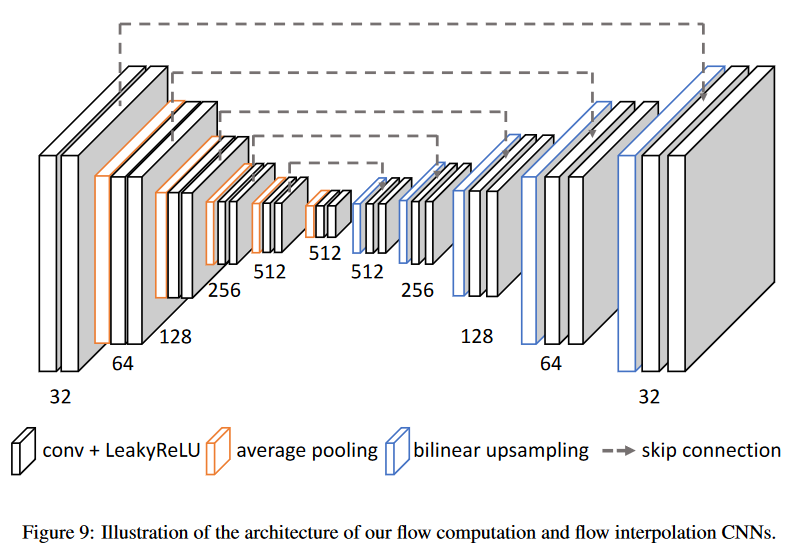 32
64
128
256
512
512
512
256
128
64
32
conv + LeakyReLU
average pooling
bilinear upsampling
skip connection
Figure 9: Illustration of the architecture of our flow computation and flow interpolation CNNs.